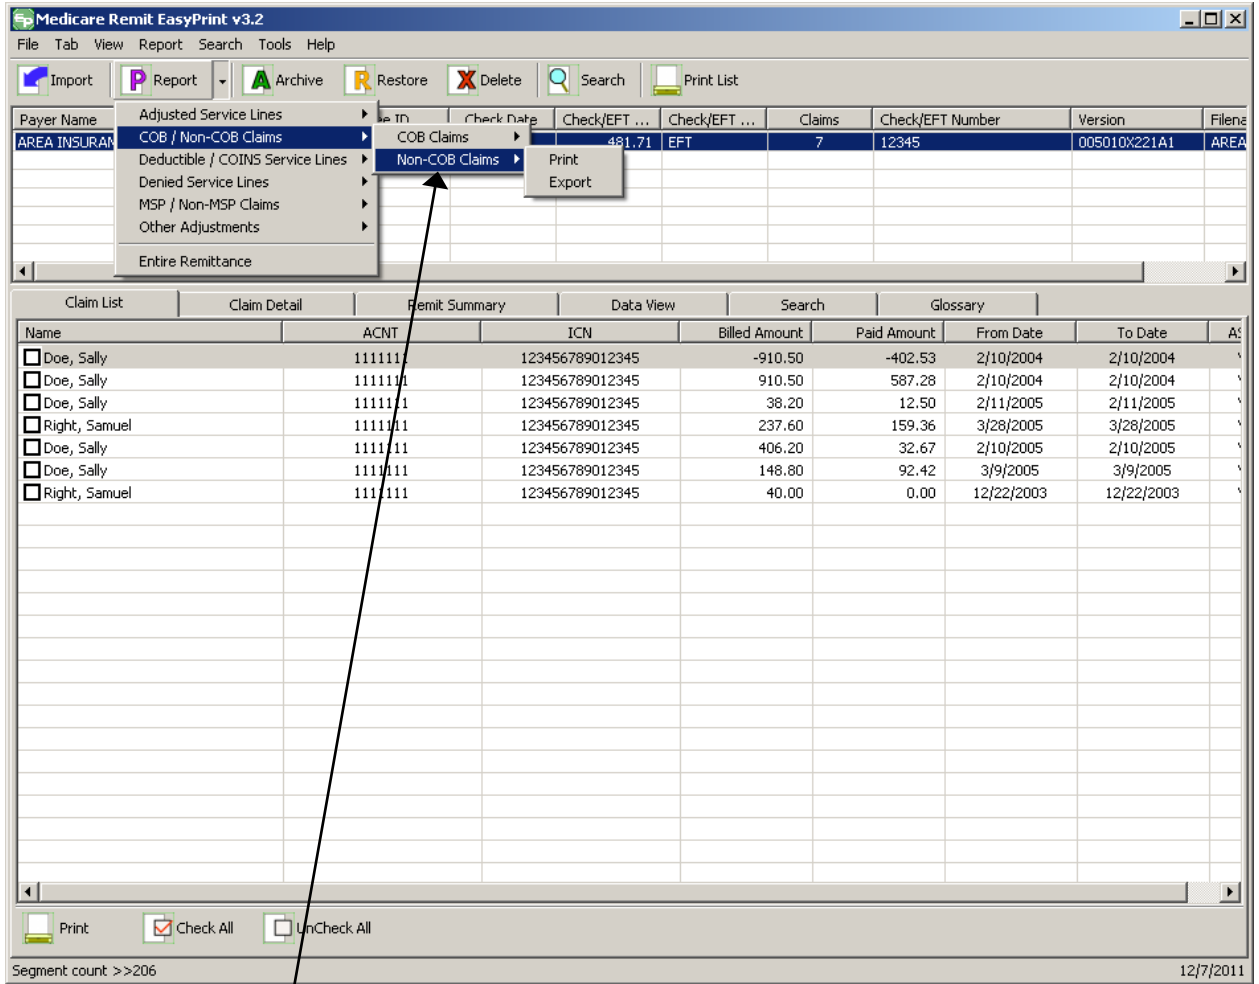 Medicare Remit EasyPrint v3.2
File Tab View Report Search Tools Help
Import Report Archive Restore Delete Search Print List
Payer Name Check Date Check/EFT ... Check/EFT ... Claims Check/EFT Number Version Filena
AREA INSURAN 481.71 EFT 7 12345 005010X221A1 AREA
Adjusted Service Lines
COB / Non-COB Claims
Deductible / COINS Service Lines
Denied Service Lines
MSP / Non-MSP Claims
Other Adjustments
Entire Remittance
COB Claims
Non-COB Claims
Print
Export
Claim List Claim Detail Remit Summary Data View Search Glossary
Name ACNT ICN Billed Amount Paid Amount From Date To Date AS
Doe, Sally 1111111 123456789012345 -910.50 -402.53 2/10/2004 2/10/2004
Doe, Sally 1111111 123456789012345 910.50 587.28 2/10/2004 2/10/2004
Doe, Sally 1111111 123456789012345 38.20 12.50 2/11/2005 2/11/2005
Right, Samuel 1111111 123456789012345 237.60 159.36 3/28/2005 3/28/2005
Doe, Sally 1111111 123456789012345 406.20 32.67 2/10/2005 2/10/2005
Doe, Sally 1111111 123456789012345 148.80 92.42 3/9/2005 3/9/2005
Right, Samuel 1111111 123456789012345 40.00 0.00 12/22/2003 12/22/2003
Print Check All UnCheck All
Segment count >>206 12/7/2011